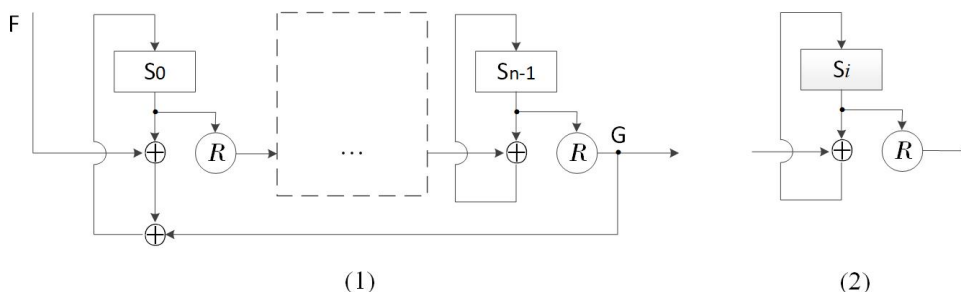 F
S0
Sn-1
Si
R
...
R
G
R
(1)
(2)